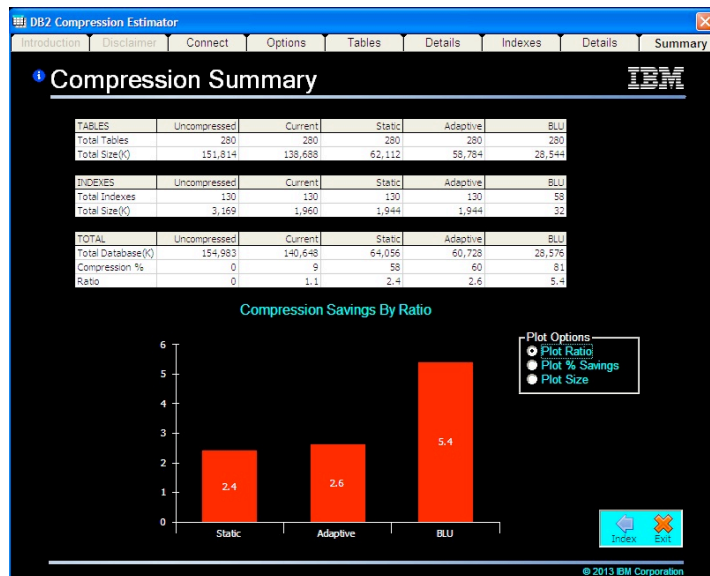 DB2 Compression Estimator
Introduction Disclaimer Connect Options Tables Details Indexes Details Summary
Compression Summary
IBM
TABLES Uncompressed Current Static Adaptive BLU
Total Tables 280 280 280 280 280
Total Size(K) 151,814 138,688 62,112 58,784 28,544
INDEXES Uncompressed Current Static Adaptive BLU
Total Indexes 130 130 130 130 58
Total Size(K) 3,169 1,960 1,944 1,944 32
TOTAL Uncompressed Current Static Adaptive BLU
Total Database(K) 154,983 140,648 64,056 60,728 28,576
Compression % 0 9 58 60 81
Ratio 0 1.1 2.4 2.6 5.4
Compression Savings By Ratio
Plot Options
Plot Ratio
Plot % Savings
Plot Size
6
5
4
3
2
1
0
2.4
2.6
5.4
Static Adaptive BLU
Index Exit
© 2013 IBM Corporation